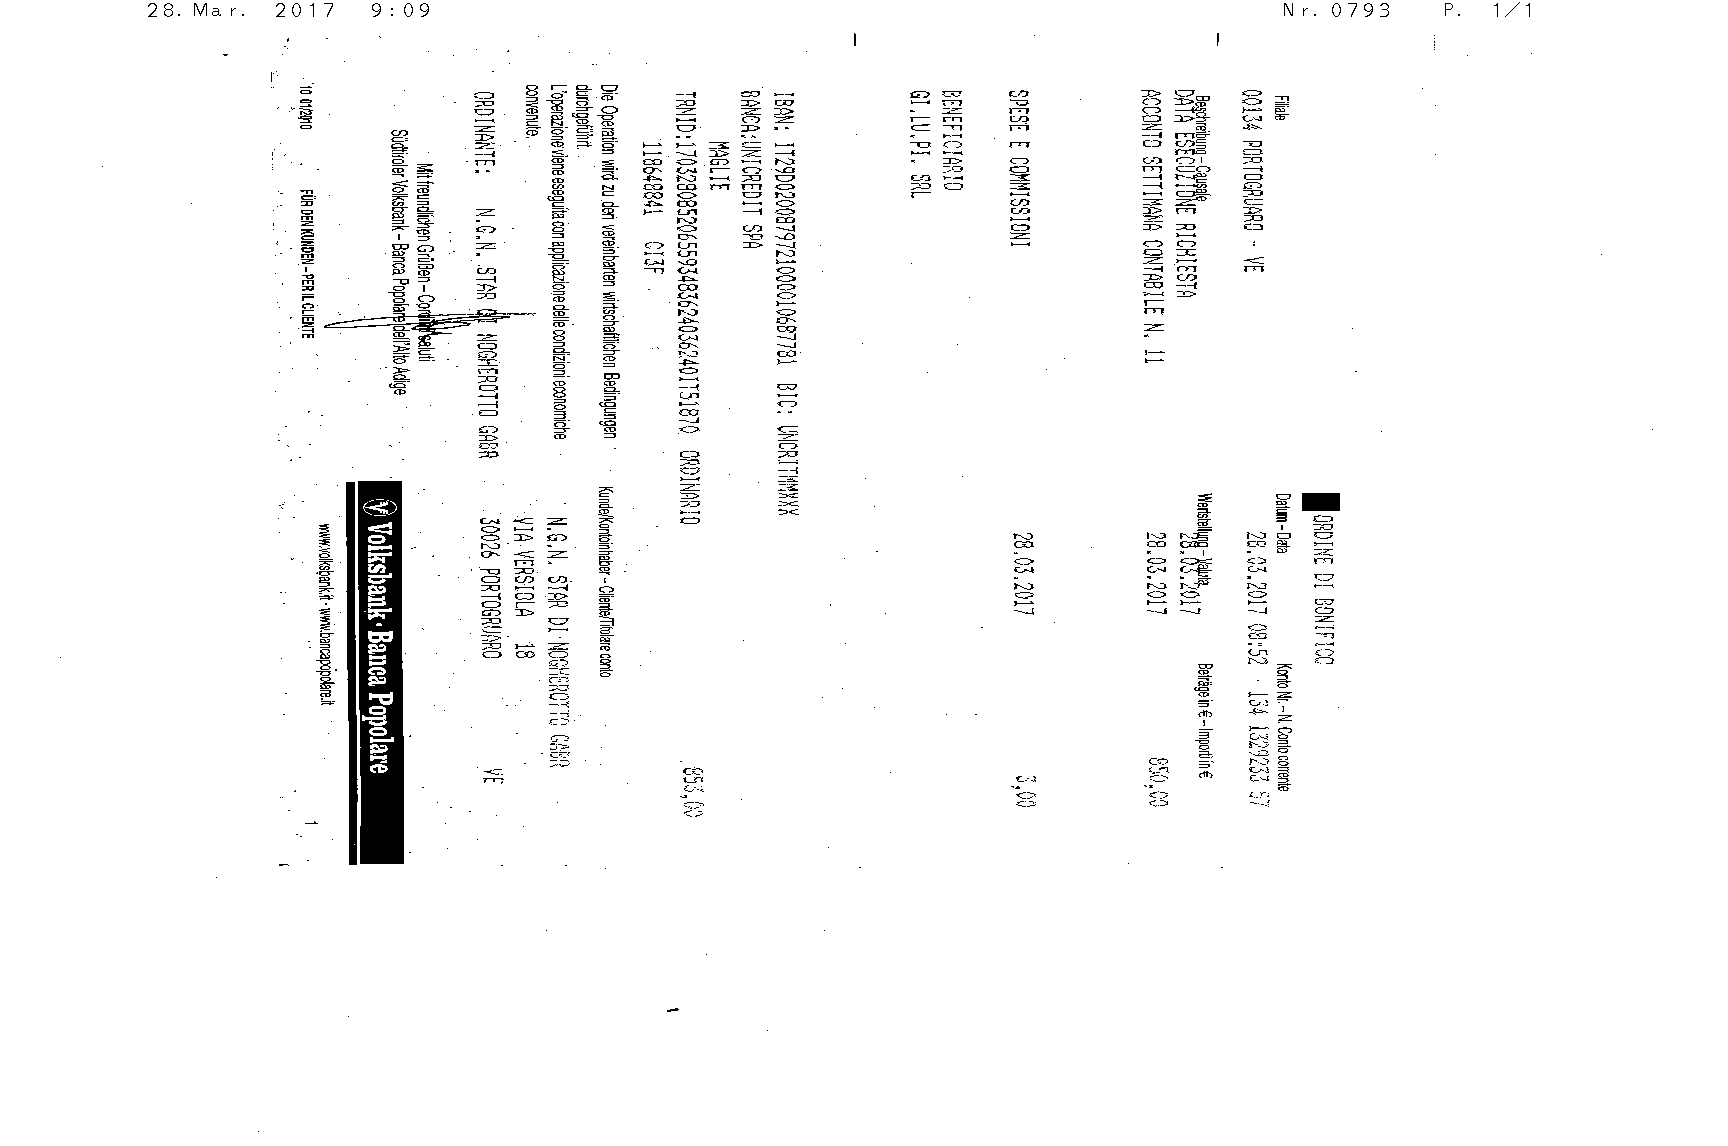 28. Mar. 2017 9:09 Nr. 0793 P. 1/1
ORDINE DI BONIFICO
Filiale Datum – Data Konto Nr. – N. Conto corrente
00134 PORTOGRUARO - VE 28.03.2017 08:52 134 1329233 97
Beschreibung – Causale Wertstellung – Valuta Beträge in € – Importi in €
DATA ESECUZIONE RICHIESTA 28.03.2017
ACCONTO SETTIMANA CONTABILE N. 11 28.03.2017 850,00
SPESE E COMMISSIONI 28.03.2017 3,00
BENEFICIARIO
GI.LU.PI. SRL
IBAN: IT29D0200879721000010687781 BIC: UNCRITMMXXX
BANCA:UNICREDIT SPA
MAGLIE
TRNID:1703280852065593483624036240IT51870 ORDINARIO 853,00
11864884I CI3F
Die Operation wird zu den vereinbarten wirtschaftlichen Bedingungen
durchgeführt.
L'operazione viene eseguita con applicazione delle condizioni economiche
convenute.
Kunde/Kontoinhaber – Cliente/Titolare conto
N.G.N. STAR DI NOGHEROTTO GABR
VIA VERSIOLA 18
ORDINANTE: N.G.N. STAR DI NOGHEROTTO GABR 30026 PORTOGRUARO VE
Mit freundlichen Grüßen – Cordiali saluti
Südtiroler Volksbank – Banca Popolare dell'Alto Adige
Volksbank · Banca Popolare
www.volksbank.it · www.bancapopolare.it
FÜR DEN KUNDEN – PER IL CLIENTE
1